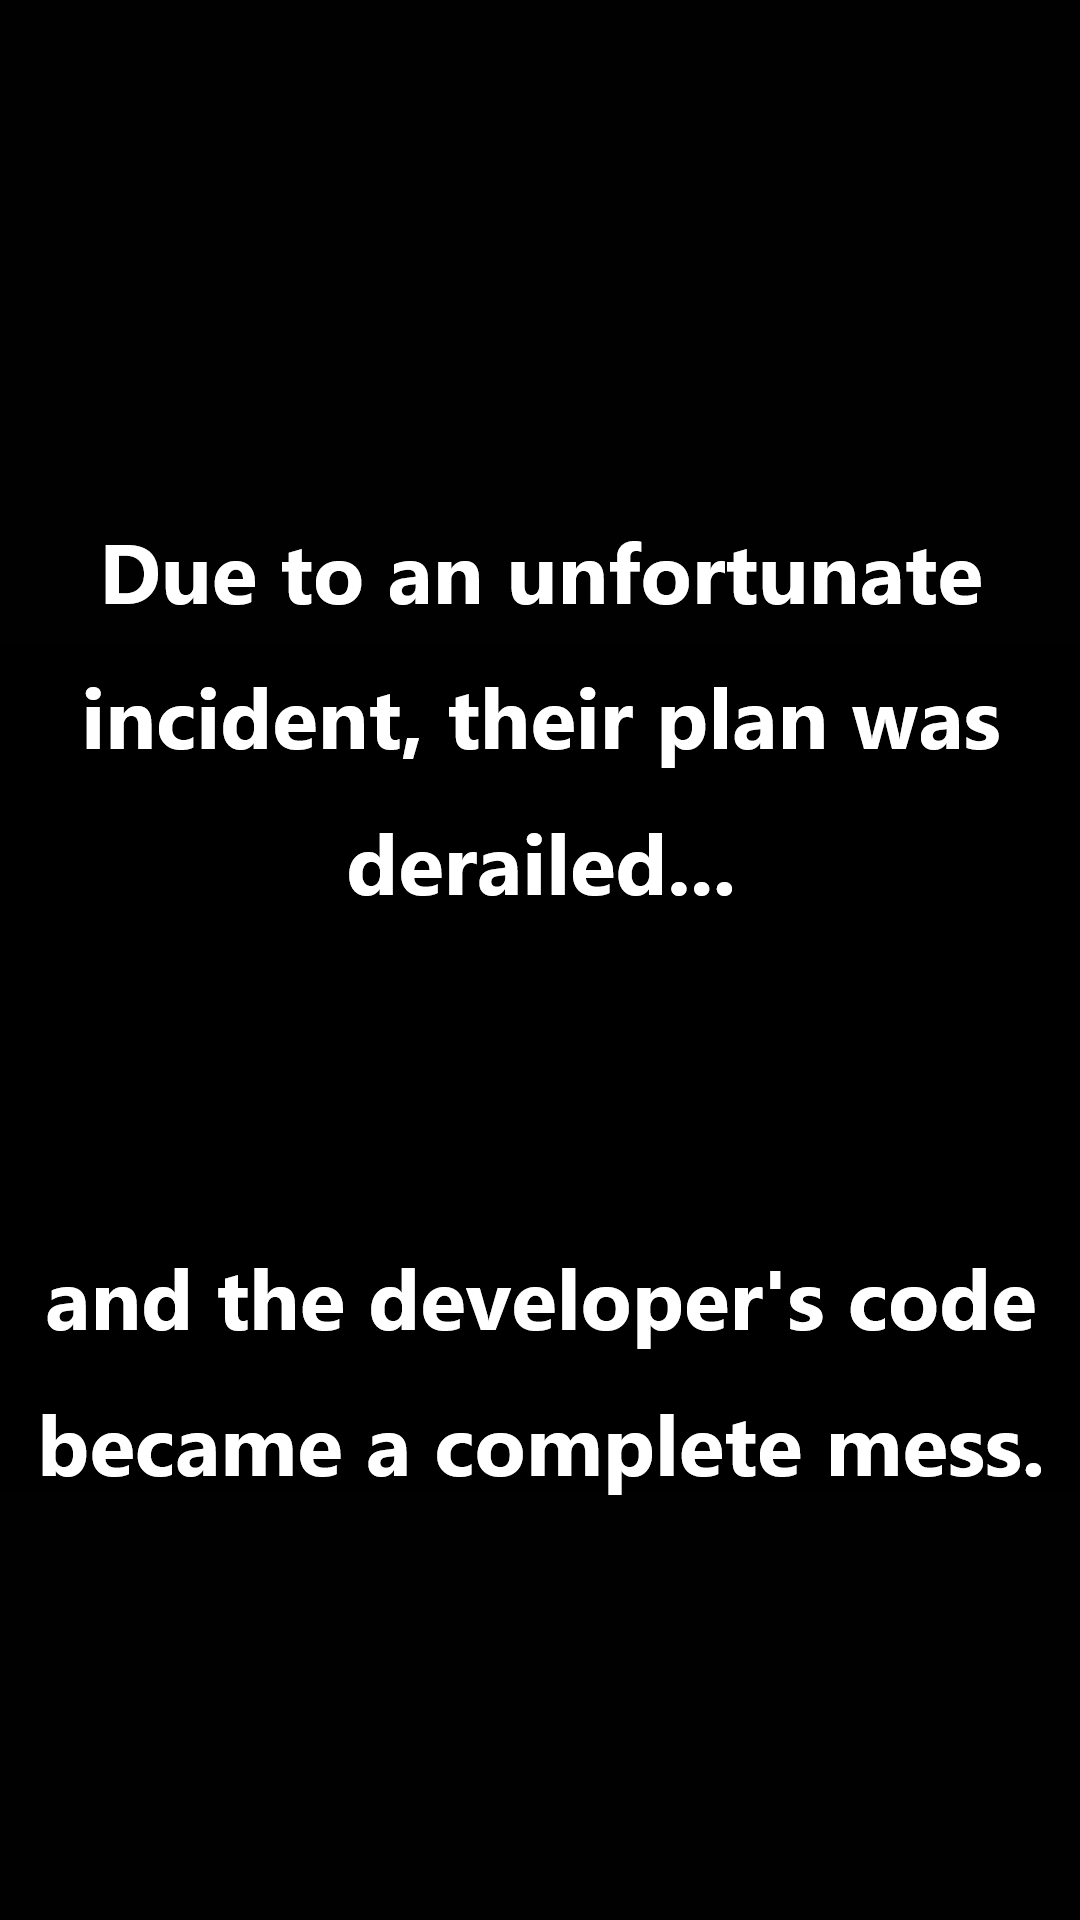 Due to an unfortunate
incident, their plan was
derailed...
and the developer's code
became a complete mess.